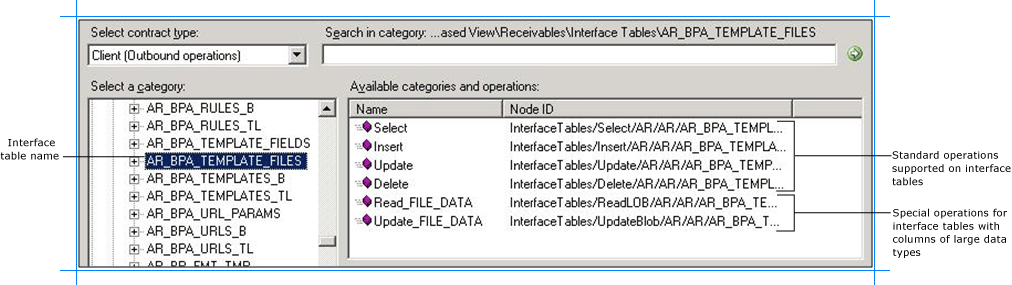 Select contract type:
Search in category: ...ased View\Receivables\Interface Tables\AR_BPA_TEMPLATE_FILES
Client (Outbound operations)
Select a category:
Available categories and operations:
AR_BPA_RULES_B
AR_BPA_RULES_TL
AR_BPA_TEMPLATE_FIELDS
AR_BPA_TEMPLATE_FILES
AR_BPA_TEMPLATES_B
AR_BPA_TEMPLATES_TL
AR_BPA_URL_PARAMS
AR_BPA_URLS_B
AR_BPA_URLS_TL
AR_BR_FMT_TMP
Name Node ID
Select InterfaceTables/Select/AR/AR/AR_BPA_TEMPL...
Insert InterfaceTables/Insert/AR/AR/AR_BPA_TEMPLA...
Update InterfaceTables/Update/AR/AR/AR_BPA_TEMP...
Delete InterfaceTables/Delete/AR/AR/AR_BPA_TEMPL...
Read_FILE_DATA InterfaceTables/ReadLOB/AR/AR/AR_BPA_TE...
Update_FILE_DATA InterfaceTables/UpdateBlob/AR/AR/AR_BPA_T...
Interface
table name
Standard operations
supported on interface
tables
Special operations for
interface tables with
columns of large data
types